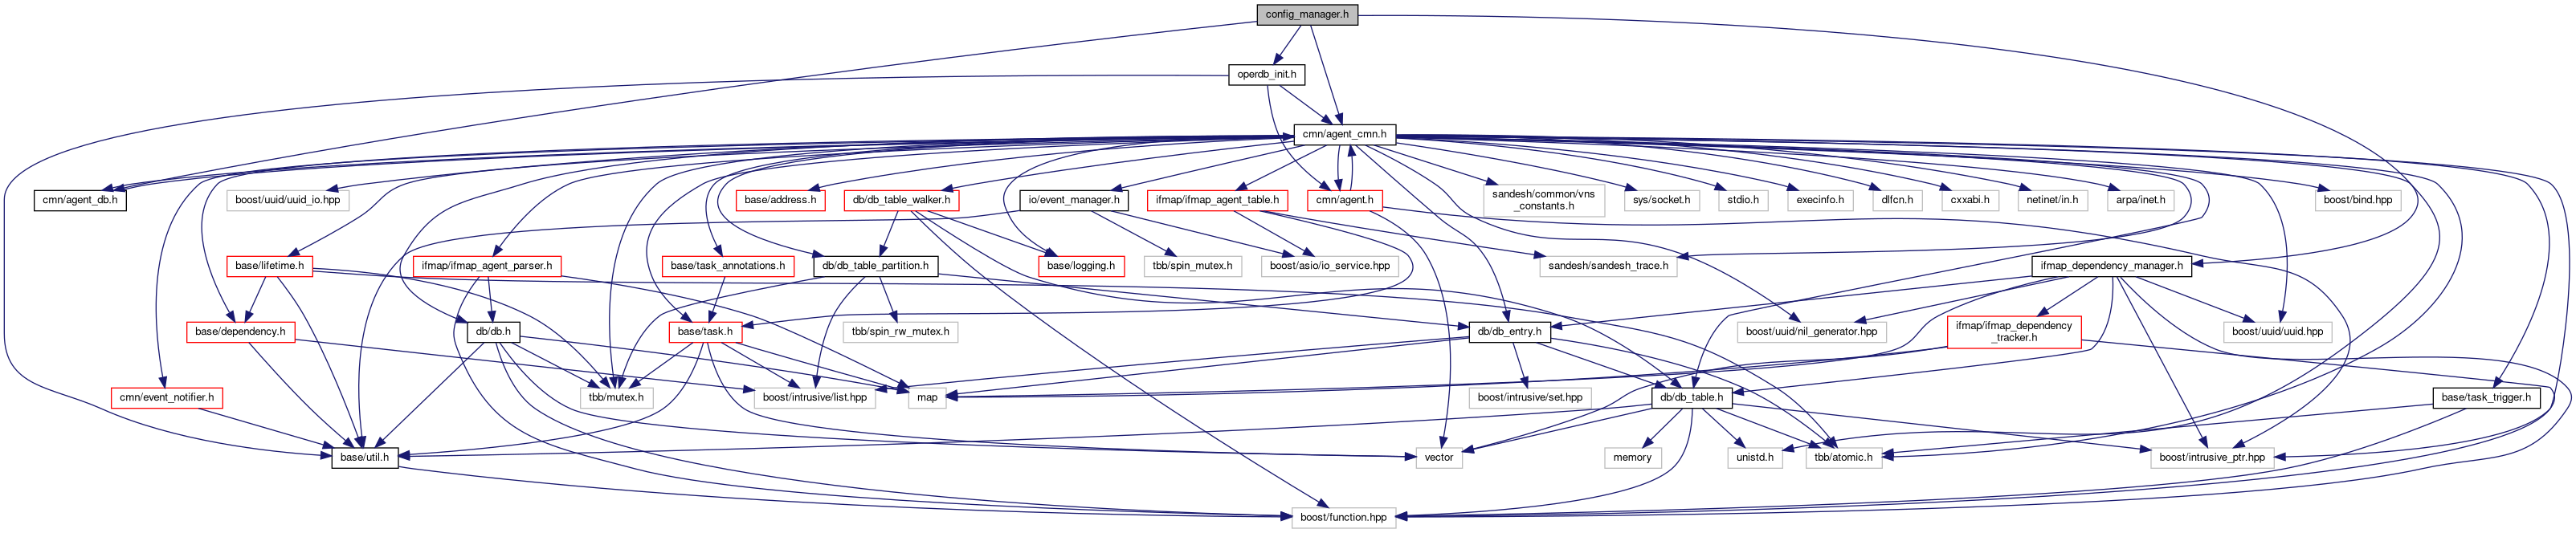 config_manager.h
operdb_init.h
cmn/agent_cmn.h
cmn/agent_db.h
boost/uuid/uuid_io.hpp
base/address.h
db/db_table_walker.h
io/event_manager.h
ifmap/ifmap_agent_table.h
cmn/agent.h
sandesh/common/vns
_constants.h
sys/socket.h
stdio.h
execinfo.h
dlfcn.h
cxxabi.h
netinet/in.h
arpa/inet.h
boost/bind.hpp
base/lifetime.h
ifmap/ifmap_agent_parser.h
base/task_annotations.h
db/db_table_partition.h
base/logging.h
tbb/spin_mutex.h
boost/asio/io_service.hpp
sandesh/sandesh_trace.h
ifmap_dependency_manager.h
base/dependency.h
db/db.h
base/task.h
tbb/spin_rw_mutex.h
db/db_entry.h
boost/uuid/nil_generator.hpp
ifmap/ifmap_dependency
_tracker.h
boost/uuid/uuid.hpp
cmn/event_notifier.h
tbb/mutex.h
boost/intrusive/list.hpp
map
boost/intrusive/set.hpp
db/db_table.h
base/task_trigger.h
base/util.h
vector
memory
unistd.h
tbb/atomic.h
boost/intrusive_ptr.hpp
boost/function.hpp